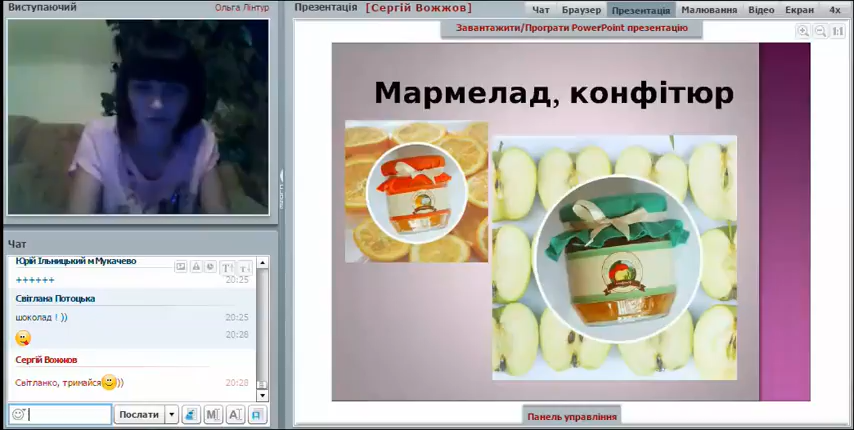 Виступаючий
Ольга Лінтур
Чат
Юрій Ільницький м Мукачево
++++++ 20:25
Світлана Потоцька
шоколад ! )) 20:25
20:28
Сергій Вожжов
Світланко, тримайся )) 20:28
Послати
Презентація [Сергій Вожжов]
Чат Браузер Презентація Малювання Відео Екран 4x
Завантажити/Програти PowerPoint презентацію
1:1
Мармелад, конфітюр
Панель управління